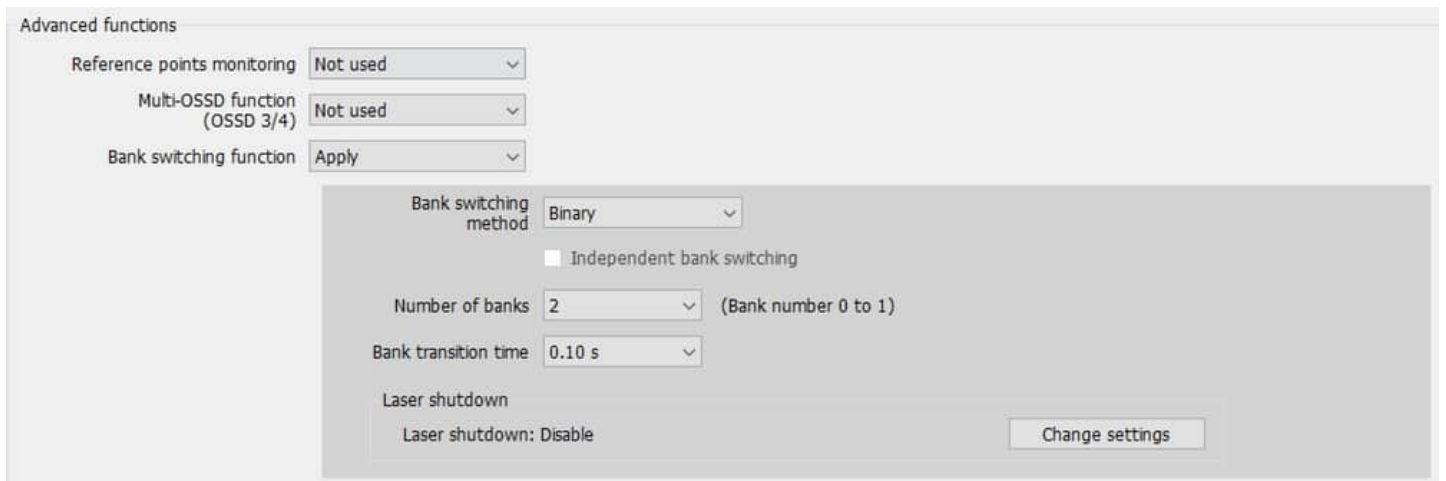 Advanced functions
Reference points monitoring Not used
Multi-OSSD function
(OSSD 3/4) Not used
Bank switching function Apply
Bank switching
method Binary
Independent bank switching
Number of banks 2 (Bank number 0 to 1)
Bank transition time 0.10 s
Laser shutdown
Laser shutdown: Disable Change settings